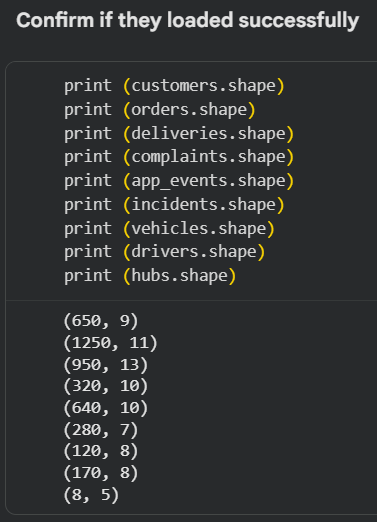 Confirm if they loaded successfully
print (customers.shape)
print (orders.shape)
print (deliveries.shape)
print (complaints.shape)
print (app_events.shape)
print (incidents.shape)
print (vehicles.shape)
print (drivers.shape)
print (hubs.shape)
(650, 9)
(1250, 11)
(950, 13)
(320, 10)
(640, 10)
(280, 7)
(120, 8)
(170, 8)
(8, 5)